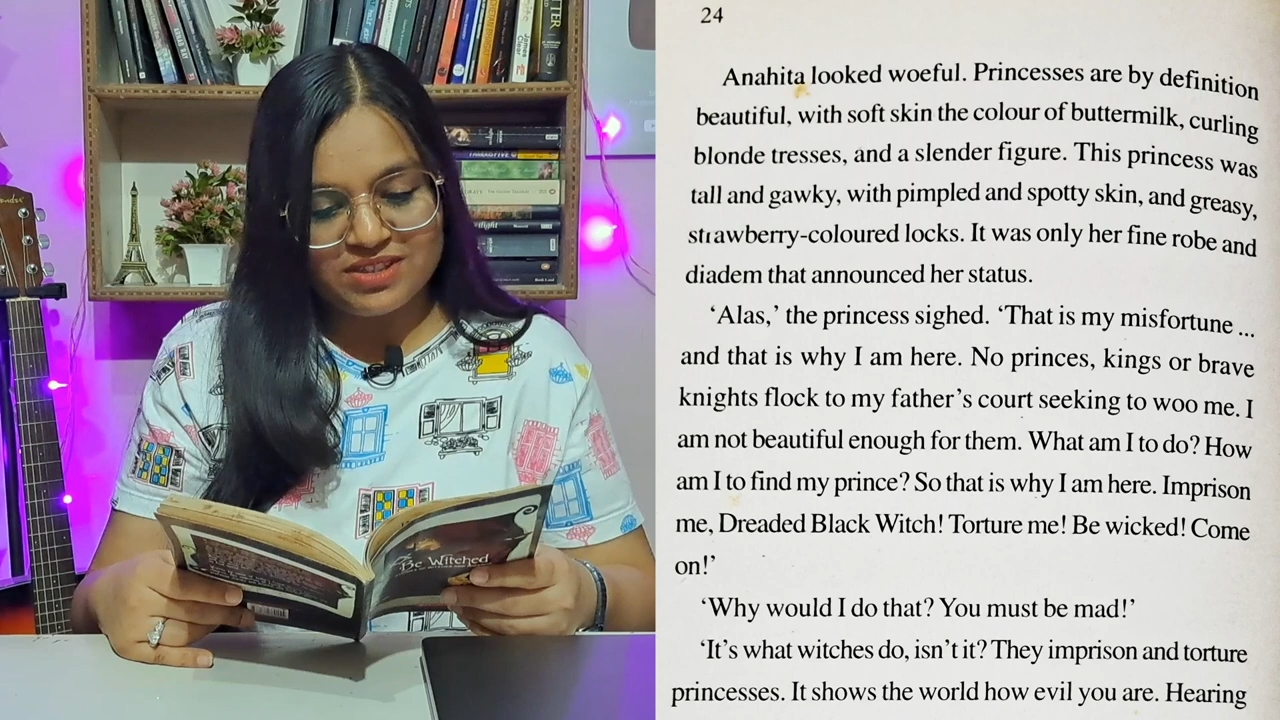 James
Clear
Be Witched
24
Anahita looked woeful. Princesses are by definition
beautiful, with soft skin the colour of buttermilk, curling
blonde tresses, and a slender figure. This princess was
tall and gawky, with pimpled and spotty skin, and greasy,
strawberry-coloured locks. It was only her fine robe and
diadem that announced her status.
‘Alas,’ the princess sighed. ‘That is my misfortune ...
and that is why I am here. No princes, kings or brave
knights flock to my father’s court seeking to woo me. I
am not beautiful enough for them. What am I to do? How
am I to find my prince? So that is why I am here. Imprison
me, Dreaded Black Witch! Torture me! Be wicked! Come
on!’
‘Why would I do that? You must be mad!’
‘It’s what witches do, isn’t it? They imprison and torture
princesses. It shows the world how evil you are. Hearing